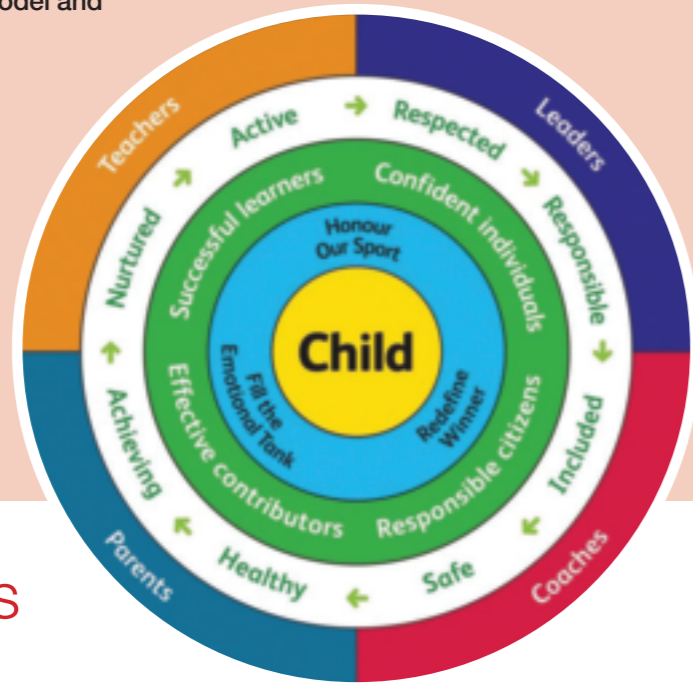 odel and
Teachers
Leaders
Coaches
Parents
Active
Respected
Responsible
Included
Safe
Healthy
Achieving
Nurtured
Successful learners
Confident individuals
Responsible citizens
Effective contributors
Honour
Our Sport
Redefine
Winner
Fill the
Emotional Tank
Child
S